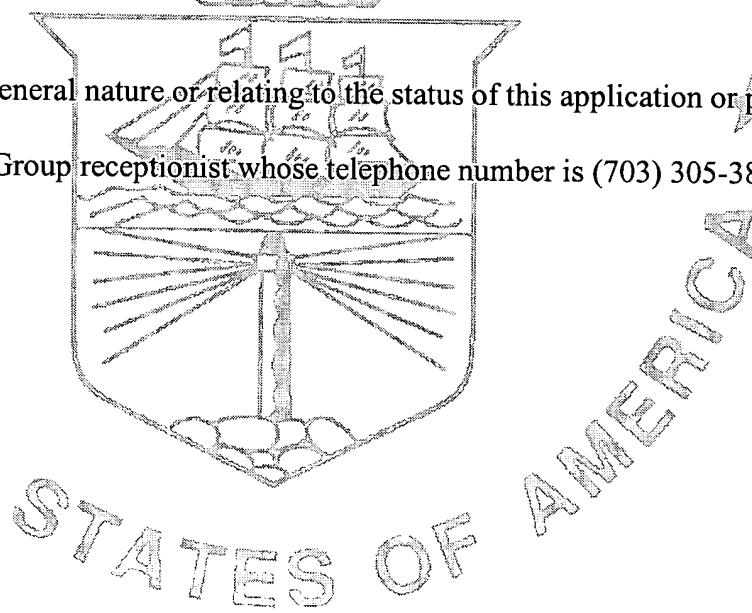 eneral nature or relating to the status of this application or p
Group receptionist whose telephone number is (703) 305-38
STATES OF AMERICA